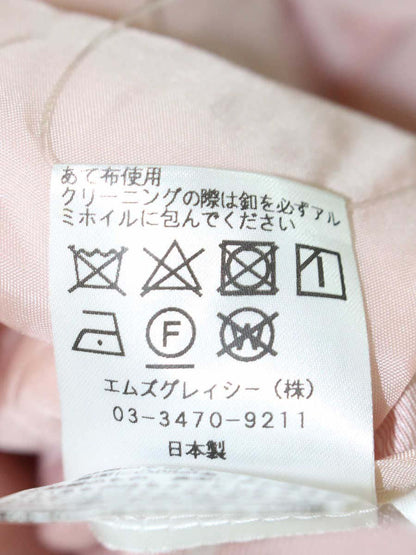 あて布使用
クリーニングの際は釦を必ずアル
ミホイルに包んでください
F
W
エムズグレイシー（株）
03-3470-9211
日本製